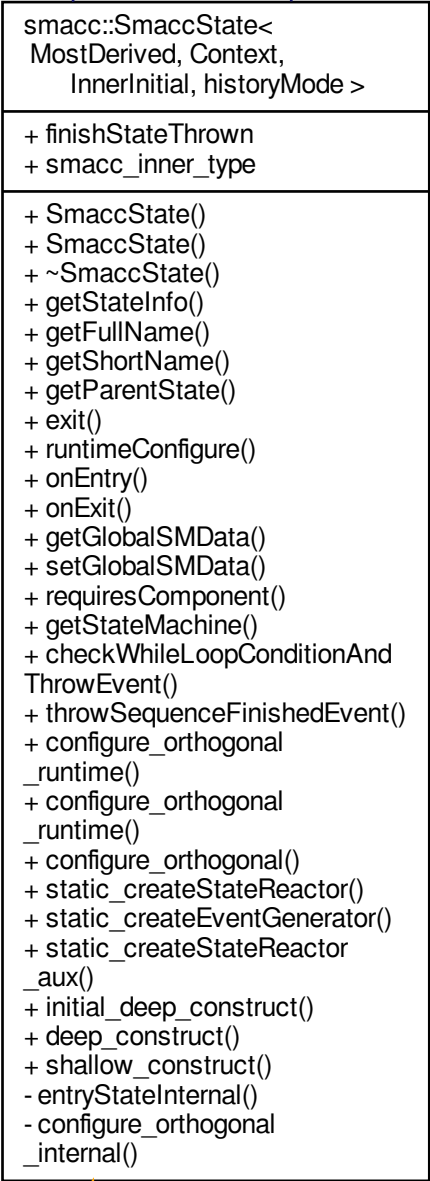 smacc::SmaccState<
MostDerived, Context,
InnerInitial, historyMode >
+ finishStateThrown
+ smacc_inner_type
+ SmaccState()
+ SmaccState()
+ ~SmaccState()
+ getStateInfo()
+ getFullName()
+ getShortName()
+ getParentState()
+ exit()
+ runtimeConfigure()
+ onEntry()
+ onExit()
+ getGlobalSMData()
+ setGlobalSMData()
+ requiresComponent()
+ getStateMachine()
+ checkWhileLoopConditionAnd
ThrowEvent()
+ throwSequenceFinishedEvent()
+ configure_orthogonal
_runtime()
+ configure_orthogonal
_runtime()
+ configure_orthogonal()
+ static_createStateReactor()
+ static_createEventGenerator()
+ static_createStateReactor
_aux()
+ initial_deep_construct()
+ deep_construct()
+ shallow_construct()
- entryStateInternal()
- configure_orthogonal
_internal()